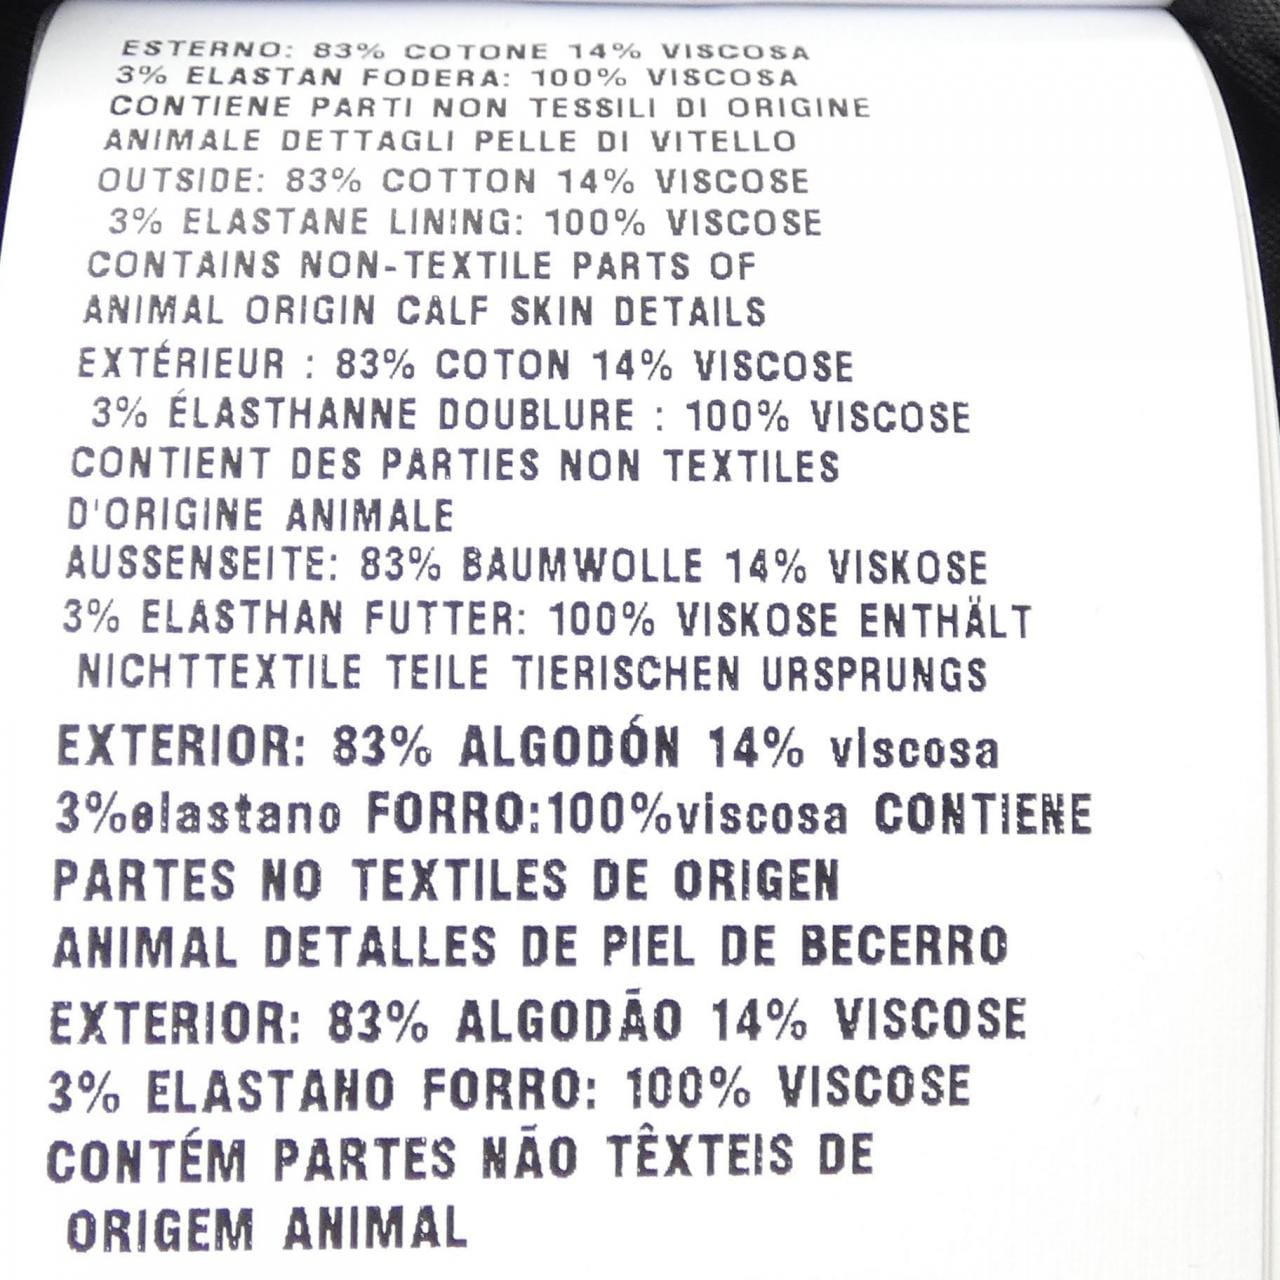 ESTERNO: 83% COTONE 14% VISCOSA
3% ELASTAN FODERA: 100% VISCOSA
CONTIENE PARTI NON TESSILI DI ORIGINE
ANIMALE DETTAGLI PELLE DI VITELLO
OUTSIDE: 83% COTTON 14% VISCOSE
3% ELASTANE LINING: 100% VISCOSE
CONTAINS NON-TEXTILE PARTS OF
ANIMAL ORIGIN CALF SKIN DETAILS
EXTÉRIEUR : 83% COTON 14% VISCOSE
3% ÉLASTHANNE DOUBLURE : 100% VISCOSE
CONTIENT DES PARTIES NON TEXTILES
D'ORIGINE ANIMALE
AUSSENSEITE: 83% BAUMWOLLE 14% VISKOSE
3% ELASTHAN FUTTER: 100% VISKOSE ENTHÄLT
NICHTTEXTILE TEILE TIERISCHEN URSPRUNGS
EXTERIOR: 83% ALGODÓN 14% viscosa
3%elastano FORRO:100%viscosa CONTIENE
PARTES NO TEXTILES DE ORIGEN
ANIMAL DETALLES DE PIEL DE BECERRO
EXTERIOR: 83% ALGODÃO 14% VISCOSE
3% ELASTANO FORRO: 100% VISCOSE
CONTÉM PARTES NÃO TÊXTEIS DE
ORIGEM ANIMAL